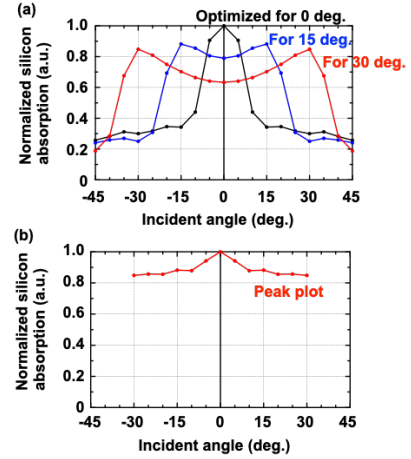 (a)
Optimized for 0 deg.
For 15 deg.
For 30 deg.
Normalized silicon
absorption (a.u.)
1.0
0.8
0.6
0.4
0.2
0
-45 -30 -15 0 15 30 45
Incident angle (deg.)
(b)
Normalized silicon
absorption (a.u.)
1.0
0.8
0.6
0.4
0.2
0
Peak plot
-45 -30 -15 0 15 30 45
Incident angle (deg.)